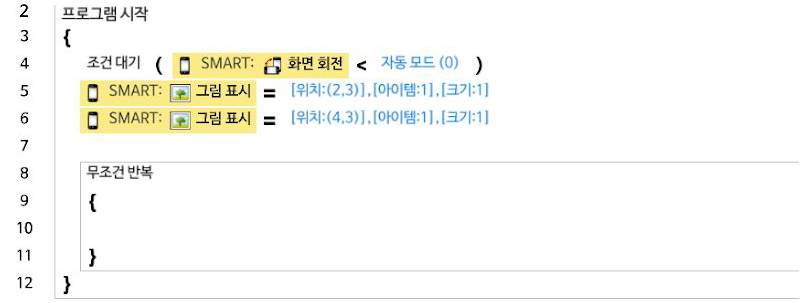 2 프로그램 시작
3 {
4 조건 대기 ( SMART: 화면 회전 < 자동 모드 (0) )
5 SMART: 그림 표시 = [위치:(2,3)],[아이템:1],[크기:1]
6 SMART: 그림 표시 = [위치:(4,3)],[아이템:1],[크기:1]
7
8 무조건 반복
9 {
10
11 }
12 }